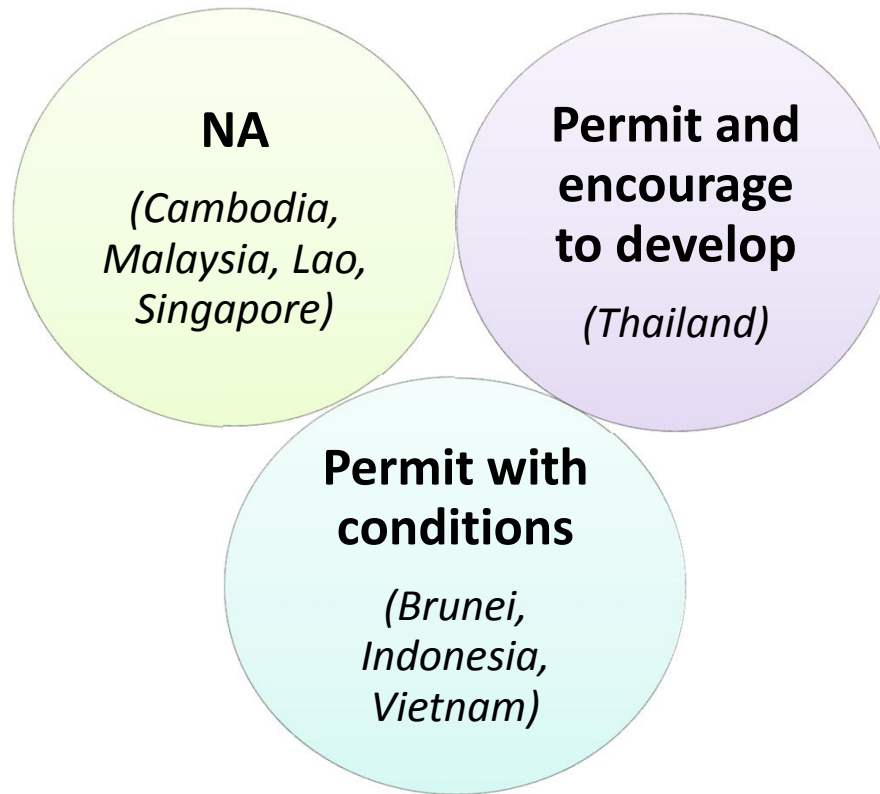 NA
(Cambodia,
Malaysia, Lao,
Singapore)
Permit and
encourage
to develop
(Thailand)
Permit with
conditions
(Brunei,
Indonesia,
Vietnam)